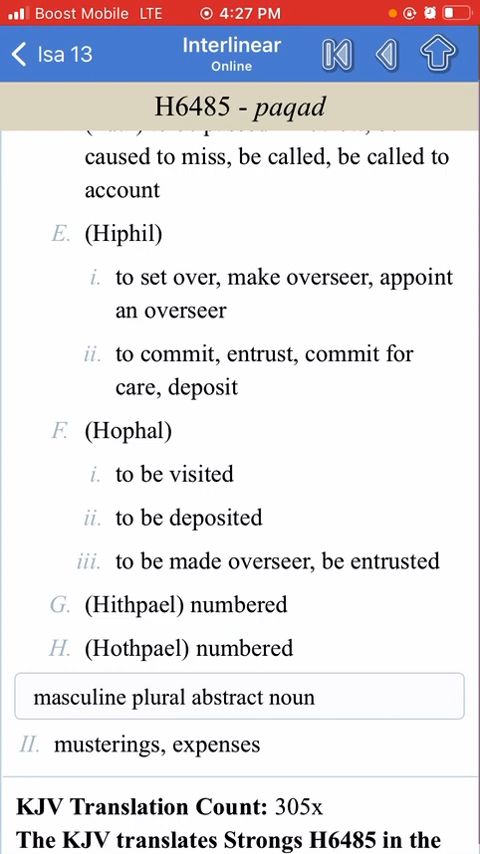 Boost Mobile LTE 4:27 PM
Isa 13
Interlinear
Online
H6485 - paqad
caused to miss, be called, be called to
account
E. (Hiphil)
i. to set over, make overseer, appoint
an overseer
ii. to commit, entrust, commit for
care, deposit
F. (Hophal)
i. to be visited
ii. to be deposited
iii. to be made overseer, be entrusted
G. (Hithpael) numbered
H. (Hothpael) numbered
masculine plural abstract noun
II. musterings, expenses
KJV Translation Count: 305x
The KJV translates Strongs H6485 in the